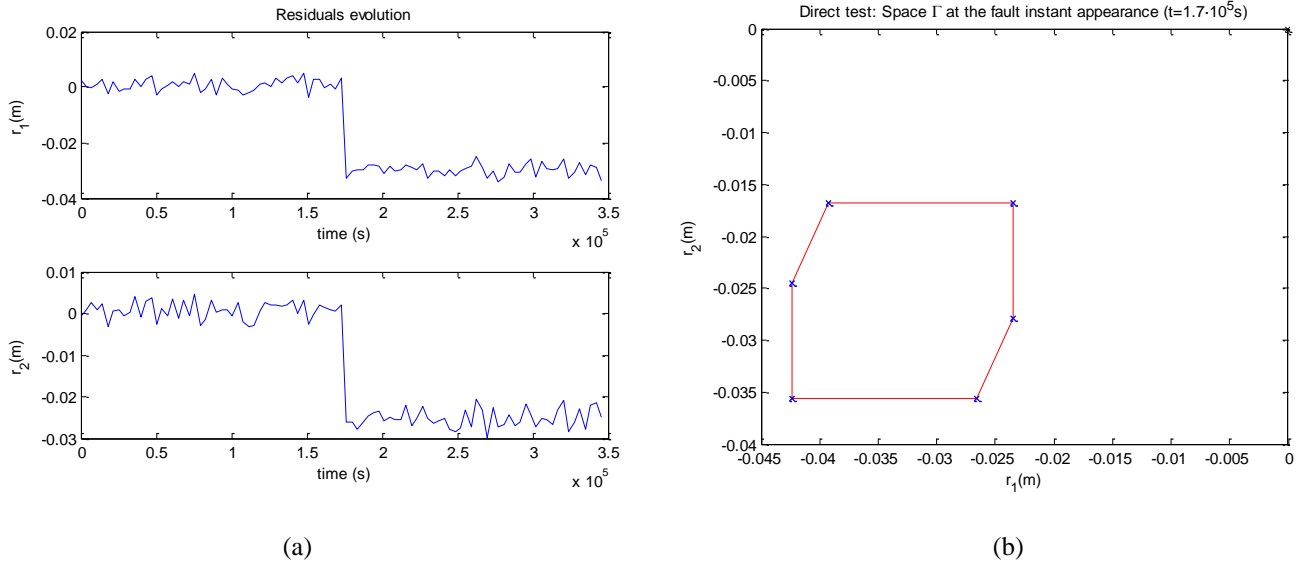 Residuals evolution
0.02
0
-0.02
-0.04
r1(m)
0 0.5 1 1.5 2 2.5 3 3.5
time (s)
x 10^5
0.01
0
-0.01
-0.02
-0.03
r2(m)
0 0.5 1 1.5 2 2.5 3 3.5
time (s)
x 10^5
(a)
Direct test: Space Γ at the fault instant appearance (t=1.7·10^5s)
0
-0.005
-0.01
-0.015
-0.02
-0.025
-0.03
-0.035
-0.04
r2(m)
-0.045 -0.04 -0.035 -0.03 -0.025 -0.02 -0.015 -0.01 -0.005 0
r1(m)
(b)